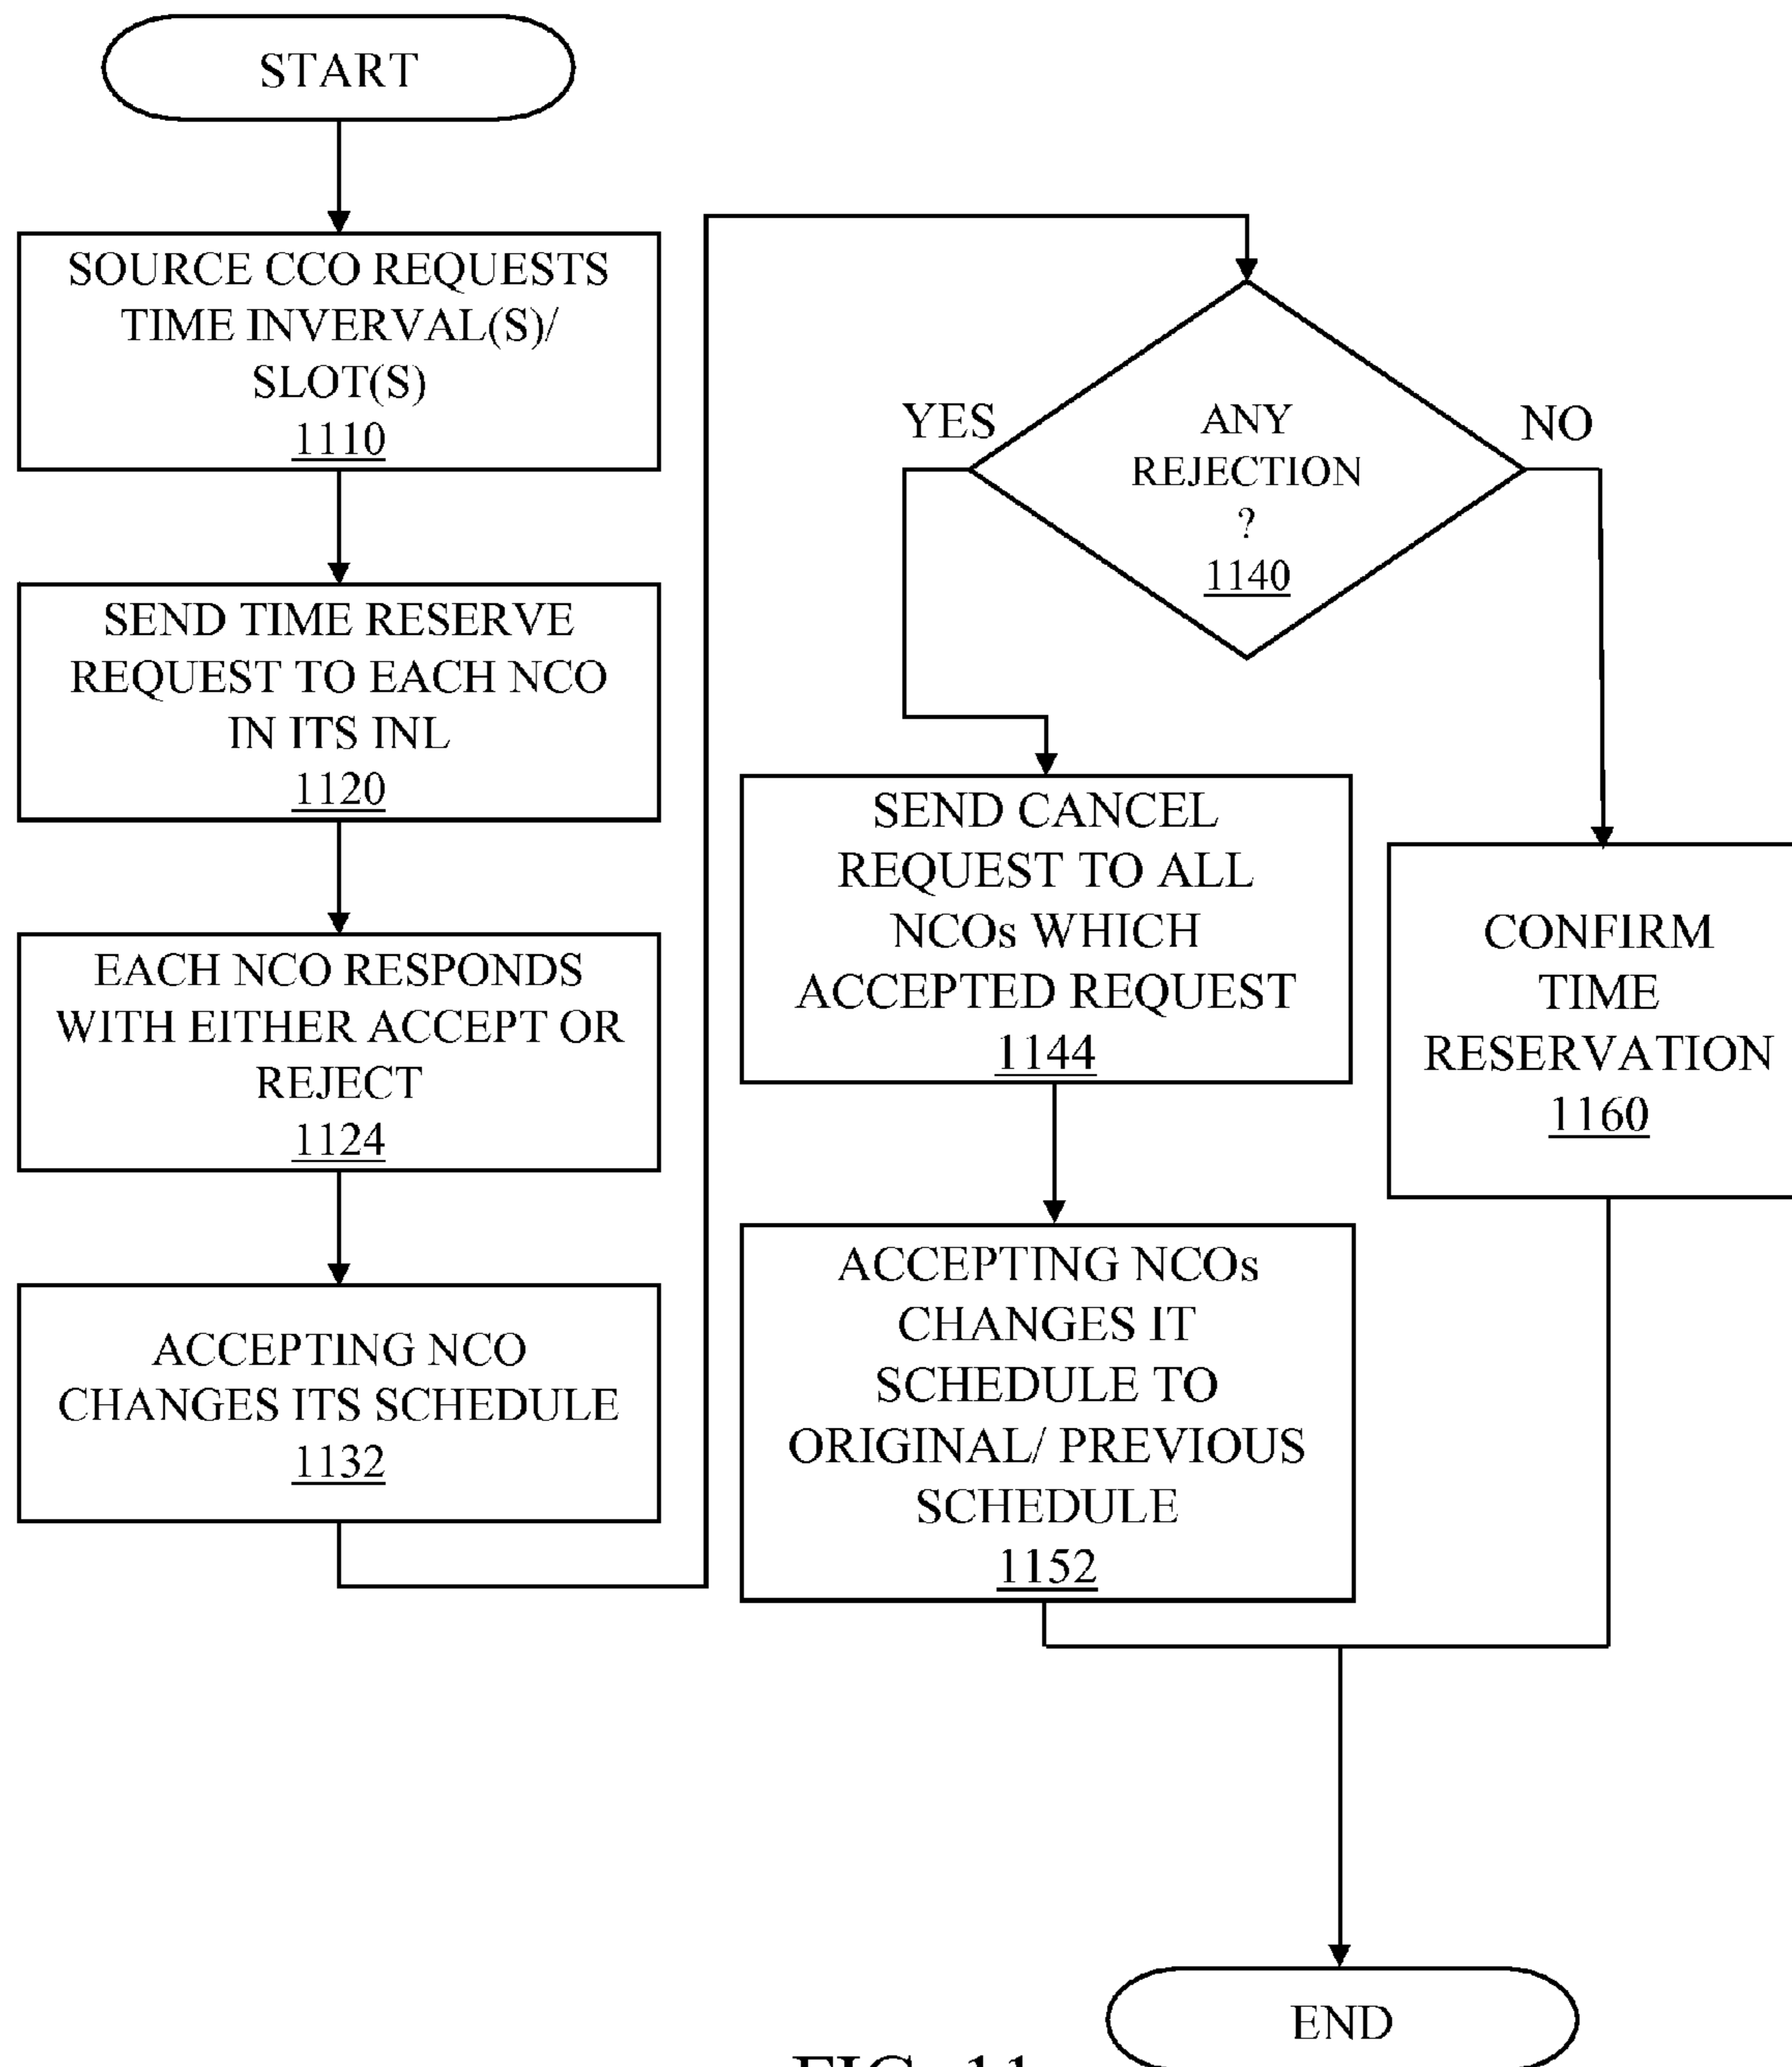 START
SOURCE CCO REQUESTS
TIME INVERVAL(S)/
SLOT(S)
1110
SEND TIME RESERVE
REQUEST TO EACH NCO
IN ITS INL
1120
EACH NCO RESPONDS
WITH EITHER ACCEPT OR
REJECT
1124
ACCEPTING NCO
CHANGES ITS SCHEDULE
1132
ANY
REJECTION
?
1140
YES
NO
SEND CANCEL
REQUEST TO ALL
NCOs WHICH
ACCEPTED REQUEST
1144
ACCEPTING NCOs
CHANGES IT
SCHEDULE TO
ORIGINAL/ PREVIOUS
SCHEDULE
1152
CONFIRM
TIME
RESERVATION
1160
END
FIG. 11